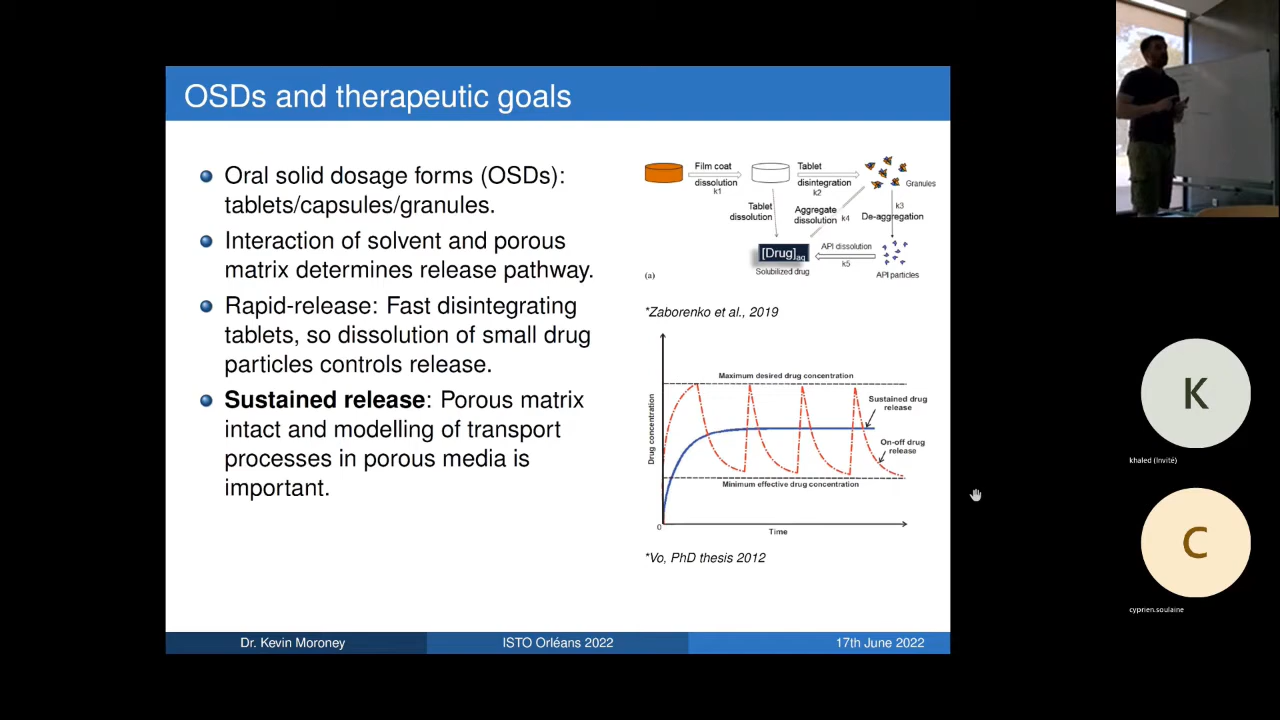 OSDs and therapeutic goals
Oral solid dosage forms (OSDs):
tablets/capsules/granules.
Interaction of solvent and porous
matrix determines release pathway.
Rapid-release: Fast disintegrating
tablets, so dissolution of small drug
particles controls release.
Sustained release: Porous matrix
intact and modelling of transport
processes in porous media is
important.
Film coat
dissolution
k1
Tablet
disintegration
k2
Granules
Tablet
dissolution
Aggregate
dissolution
k4
k3
De-aggregation
[Drug]aq
Solubilized drug
API dissolution
k5
API particles
(a)
*Zaborenko et al., 2019
Maximum desired drug concentration
Sustained drug
release
On-off drug
release
Minimum effective drug concentration
Drug concentration
0
Time
*Vo, PhD thesis 2012
Dr. Kevin Moroney
ISTO Orléans 2022
17th June 2022
K
khaled (Invité)
C
cyprien.soulaine